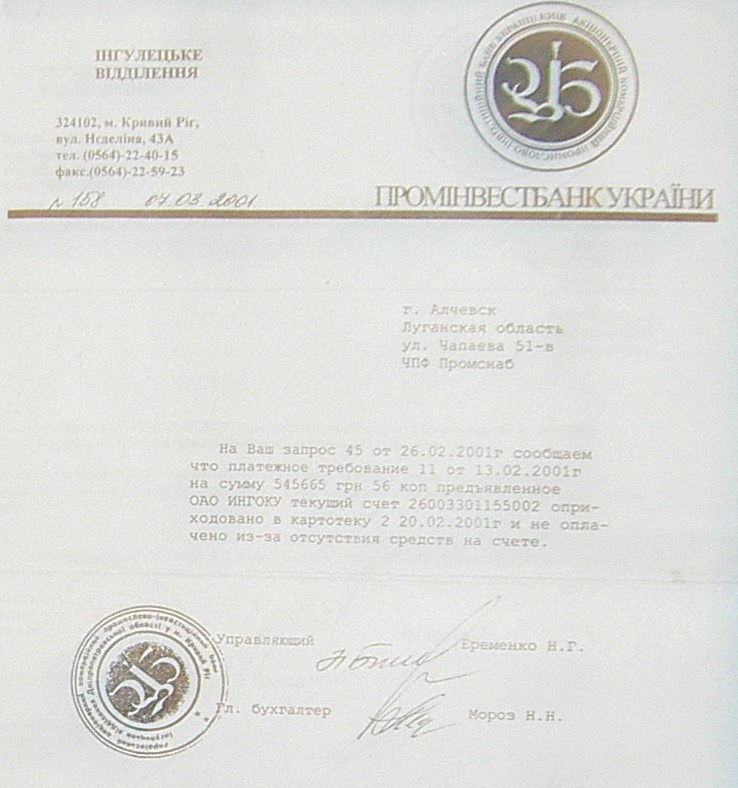 ІНГУЛЕЦЬКЕ
ВІДДІЛЕННЯ
324102, м. Кривий Ріг,
вул. Нєделіна, 43А
тел. (0564)-22-40-15
факс.(0564)-22-59-23
№ 158 07.03.2001
ПРОМІНВЕСТБАНК УКРАЇНИ
г. Алчевск
Луганская область
ул. Чапаева 51-в
ЧПФ Промснаб
На Ваш запрос 45 от 26.02.2001г сообщаем
что платежное требование 11 от 13.02.2001г
на сумму 545665 грн 56 коп предъявленное
ОАО ИНГОКУ текущий счет 26003301155002 опри-
ходовано в картотеку 2 20.02.2001г и не опла-
чено из-за отсутствия средств на счете.
Управляющий Еременко Н.Г.
Гл. бухгалтер Мороз Н.Н.